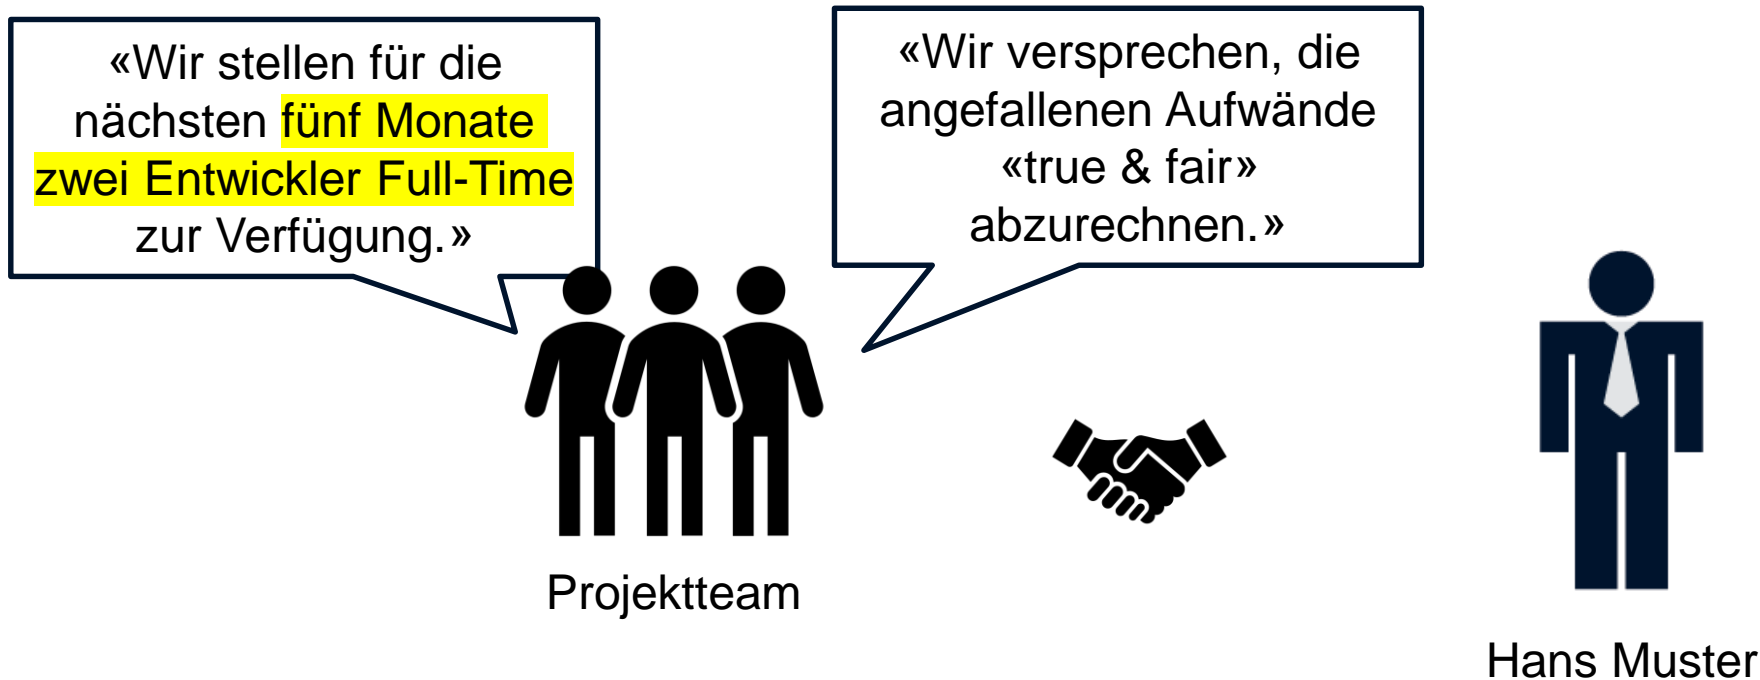 «Wir stellen für die
nächsten fünf Monate
zwei Entwickler Full-Time
zur Verfügung.»
«Wir versprechen, die
angefallenen Aufwände
«true & fair»
abzurechnen.»
Projektteam
Hans Muster